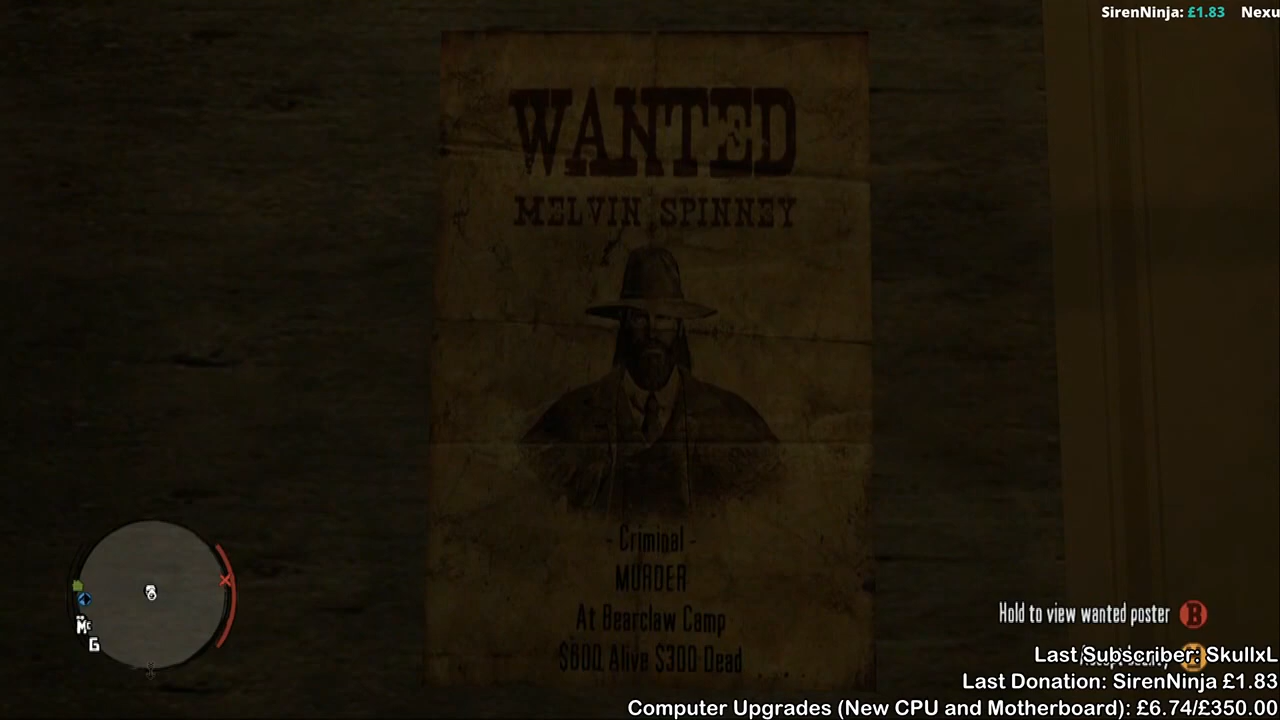 SirenNinja: £1.83 Nexu
WANTED
MELVIN SPINNEY
- Criminal -
MURDER
At Bearclaw Camp
$600 Alive $300 Dead
Mc
G
Hold to view wanted poster B
Last Subscriber: SkullxL
Last Donation: SirenNinja £1.83
Computer Upgrades (New CPU and Motherboard): £6.74/£350.00